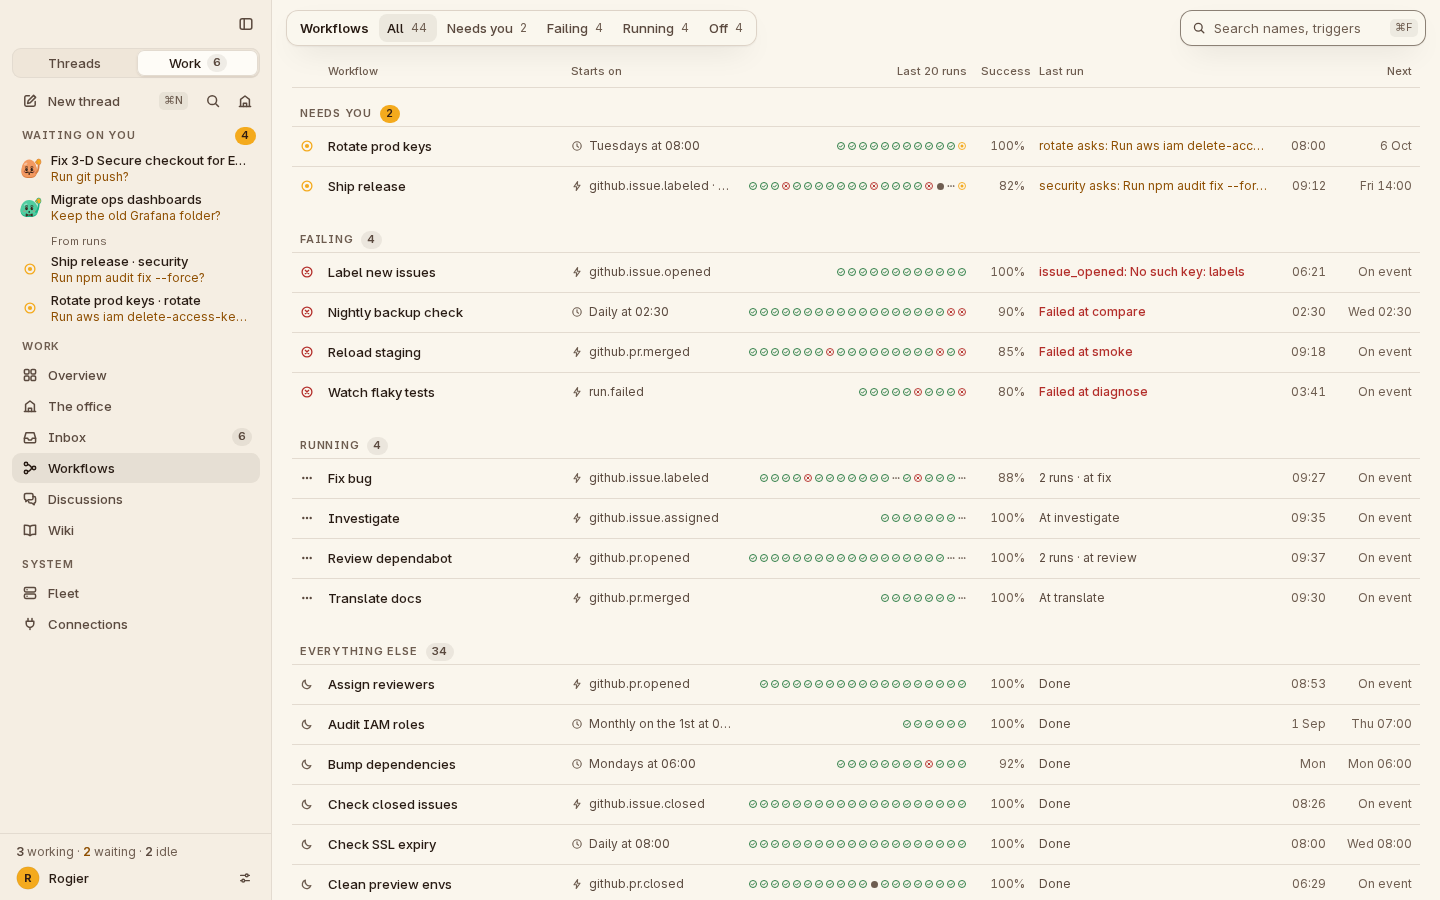 Threads
Work 6
New thread ⌘N
WAITING ON YOU 4
Fix 3-D Secure checkout for E…
Run git push?
Migrate ops dashboards
Keep the old Grafana folder?
From runs
Ship release · security
Run npm audit fix --force?
Rotate prod keys · rotate
Run aws iam delete-access-ke…
WORK
Overview
The office
Inbox 6
Workflows
Discussions
Wiki
SYSTEM
Fleet
Connections
3 working · 2 waiting · 2 idle
R Rogier
Workflows All 44 Needs you 2 Failing 4 Running 4 Off 4
Search names, triggers ⌘F
Workflow Starts on Last 20 runs Success Last run Next
NEEDS YOU 2
Rotate prod keys Tuesdays at 08:00 100% rotate asks: Run aws iam delete-acc… 08:00 6 Oct
Ship release github.issue.labeled · … 82% security asks: Run npm audit fix --for… 09:12 Fri 14:00
FAILING 4
Label new issues github.issue.opened 100% issue_opened: No such key: labels 06:21 On event
Nightly backup check Daily at 02:30 90% Failed at compare 02:30 Wed 02:30
Reload staging github.pr.merged 85% Failed at smoke 09:18 On event
Watch flaky tests run.failed 80% Failed at diagnose 03:41 On event
RUNNING 4
Fix bug github.issue.labeled 88% 2 runs · at fix 09:27 On event
Investigate github.issue.assigned 100% At investigate 09:35 On event
Review dependabot github.pr.opened 100% 2 runs · at review 09:37 On event
Translate docs github.pr.merged 100% At translate 09:30 On event
EVERYTHING ELSE 34
Assign reviewers github.pr.opened 100% Done 08:53 On event
Audit IAM roles Monthly on the 1st at 0… 100% Done 1 Sep Thu 07:00
Bump dependencies Mondays at 06:00 92% Done Mon Mon 06:00
Check closed issues github.issue.closed 100% Done 08:26 On event
Check SSL expiry Daily at 08:00 100% Done 08:00 Wed 08:00
Clean preview envs github.pr.closed 100% Done 06:29 On event